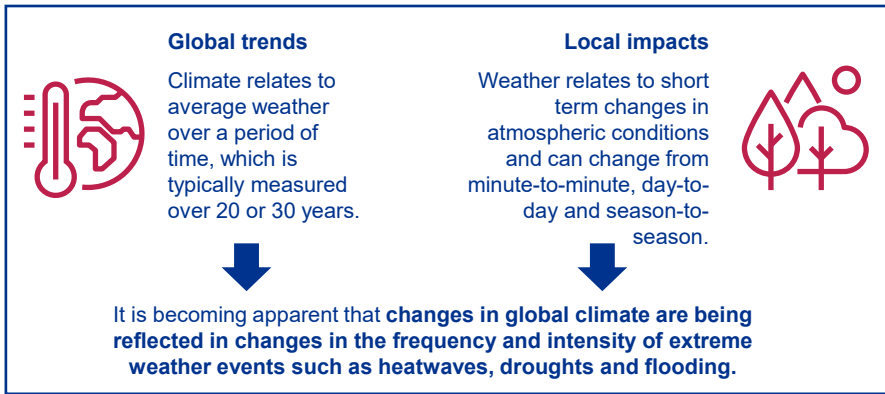 Global trends
Climate relates to
average weather
over a period of
time, which is
typically measured
over 20 or 30 years.
Local impacts
Weather relates to short
term changes in
atmospheric conditions
and can change from
minute-to-minute, day-to-
day and season-to-
season.
It is becoming apparent that changes in global climate are being
reflected in changes in the frequency and intensity of extreme
weather events such as heatwaves, droughts and flooding.